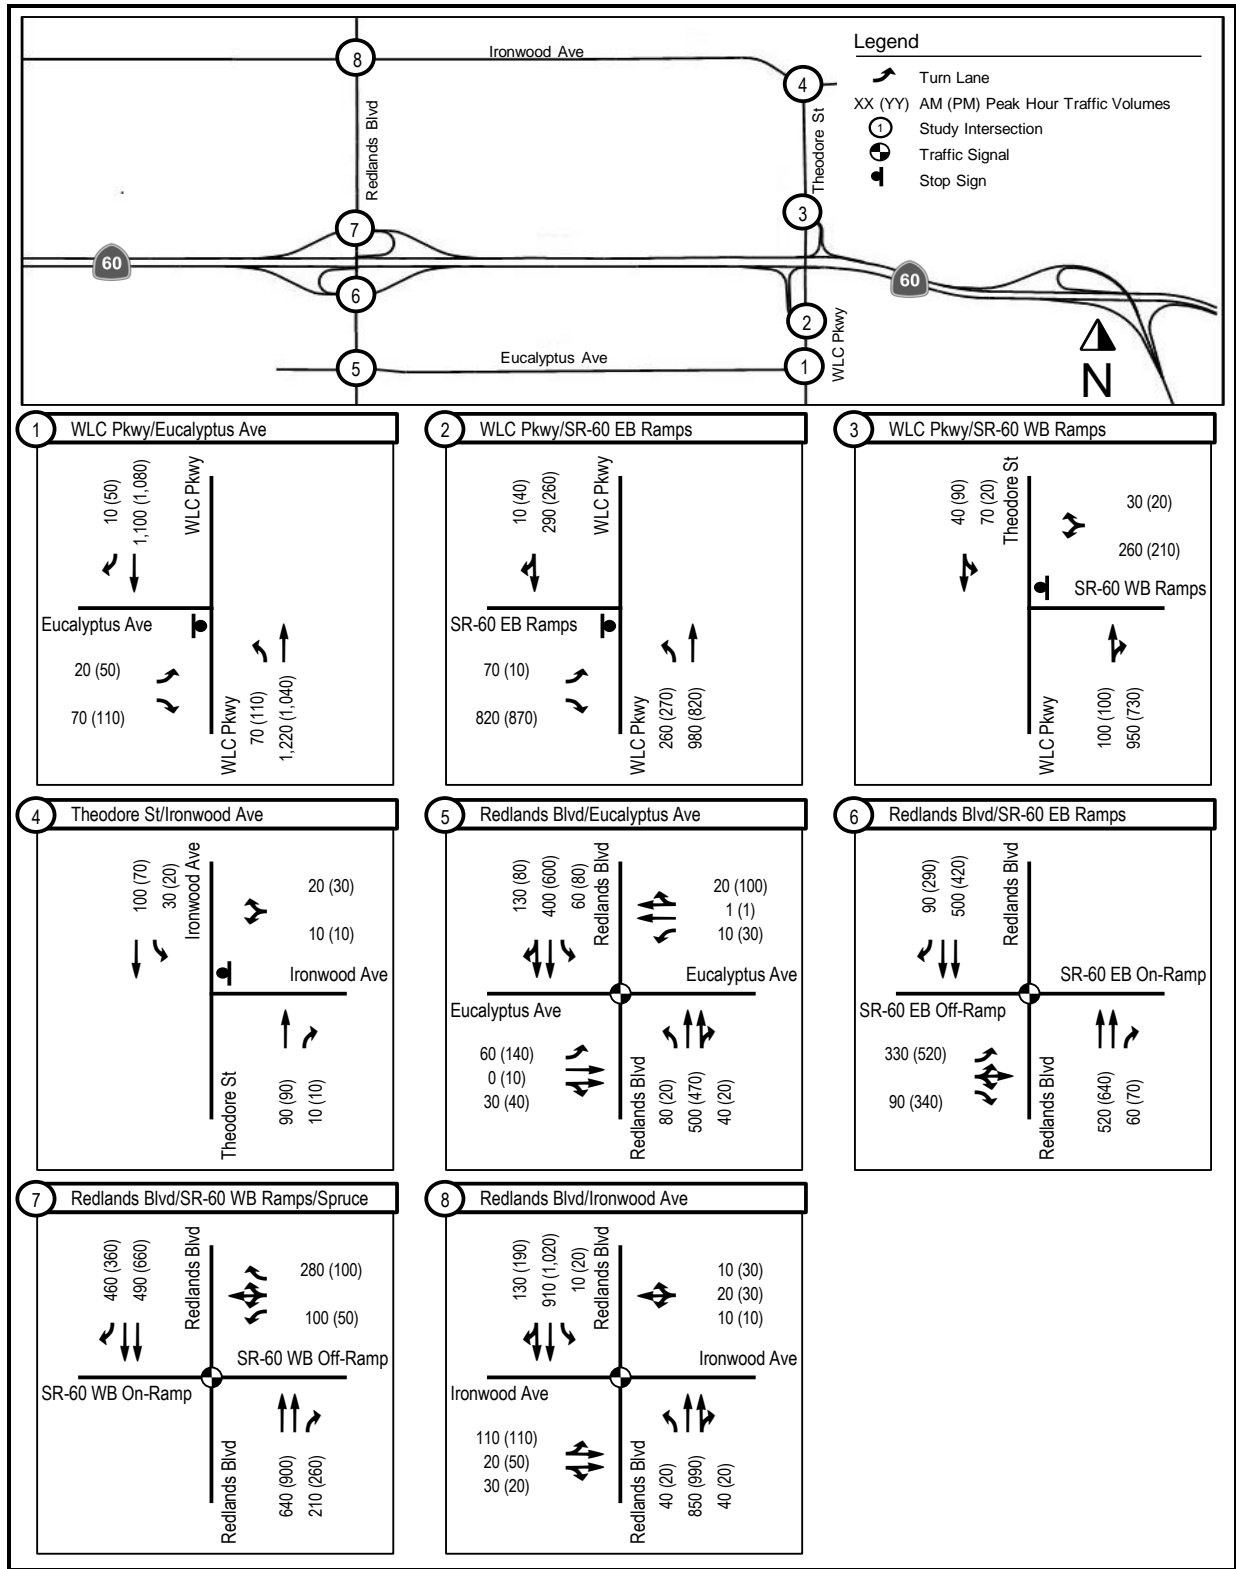 Legend
Turn Lane
XX (YY) AM (PM) Peak Hour Traffic Volumes
1 Study Intersection
Traffic Signal
Stop Sign
8
Ironwood Ave
4
Redlands Blvd
Theodore St
7
3
60
60
6
2
5
Eucalyptus Ave
1
WLC Pkwy
N
1 WLC Pkwy/Eucalyptus Ave
10 (50)
1,100 (1,080)
WLC Pkwy
Eucalyptus Ave
20 (50)
70 (110)
WLC Pkwy
70 (110)
1,220 (1,040)
2 WLC Pkwy/SR-60 EB Ramps
10 (40)
290 (260)
WLC Pkwy
SR-60 EB Ramps
70 (10)
820 (870)
WLC Pkwy
260 (270)
980 (820)
3 WLC Pkwy/SR-60 WB Ramps
40 (90)
70 (20)
Theodore St
30 (20)
260 (210)
SR-60 WB Ramps
WLC Pkwy
100 (100)
950 (730)
4 Theodore St/Ironwood Ave
100 (70)
30 (20)
Ironwood Ave
20 (30)
10 (10)
Ironwood Ave
Theodore St
90 (90)
10 (10)
5 Redlands Blvd/Eucalyptus Ave
130 (80)
400 (600)
60 (80)
Redlands Blvd
20 (100)
1 (1)
10 (30)
Eucalyptus Ave
Eucalyptus Ave
60 (140)
0 (10)
30 (40)
Redlands Blvd
80 (20)
500 (470)
40 (20)
6 Redlands Blvd/SR-60 EB Ramps
90 (290)
500 (420)
Redlands Blvd
SR-60 EB On-Ramp
SR-60 EB Off-Ramp
330 (520)
90 (340)
Redlands Blvd
520 (640)
60 (70)
7 Redlands Blvd/SR-60 WB Ramps/Spruce
460 (360)
490 (660)
Redlands Blvd
280 (100)
100 (50)
SR-60 WB Off-Ramp
SR-60 WB On-Ramp
Redlands Blvd
640 (900)
210 (260)
8 Redlands Blvd/Ironwood Ave
130 (190)
910 (1,020)
10 (20)
Redlands Blvd
10 (30)
20 (30)
10 (10)
Ironwood Ave
Ironwood Ave
110 (110)
20 (50)
30 (20)
Redlands Blvd
40 (20)
850 (990)
40 (20)